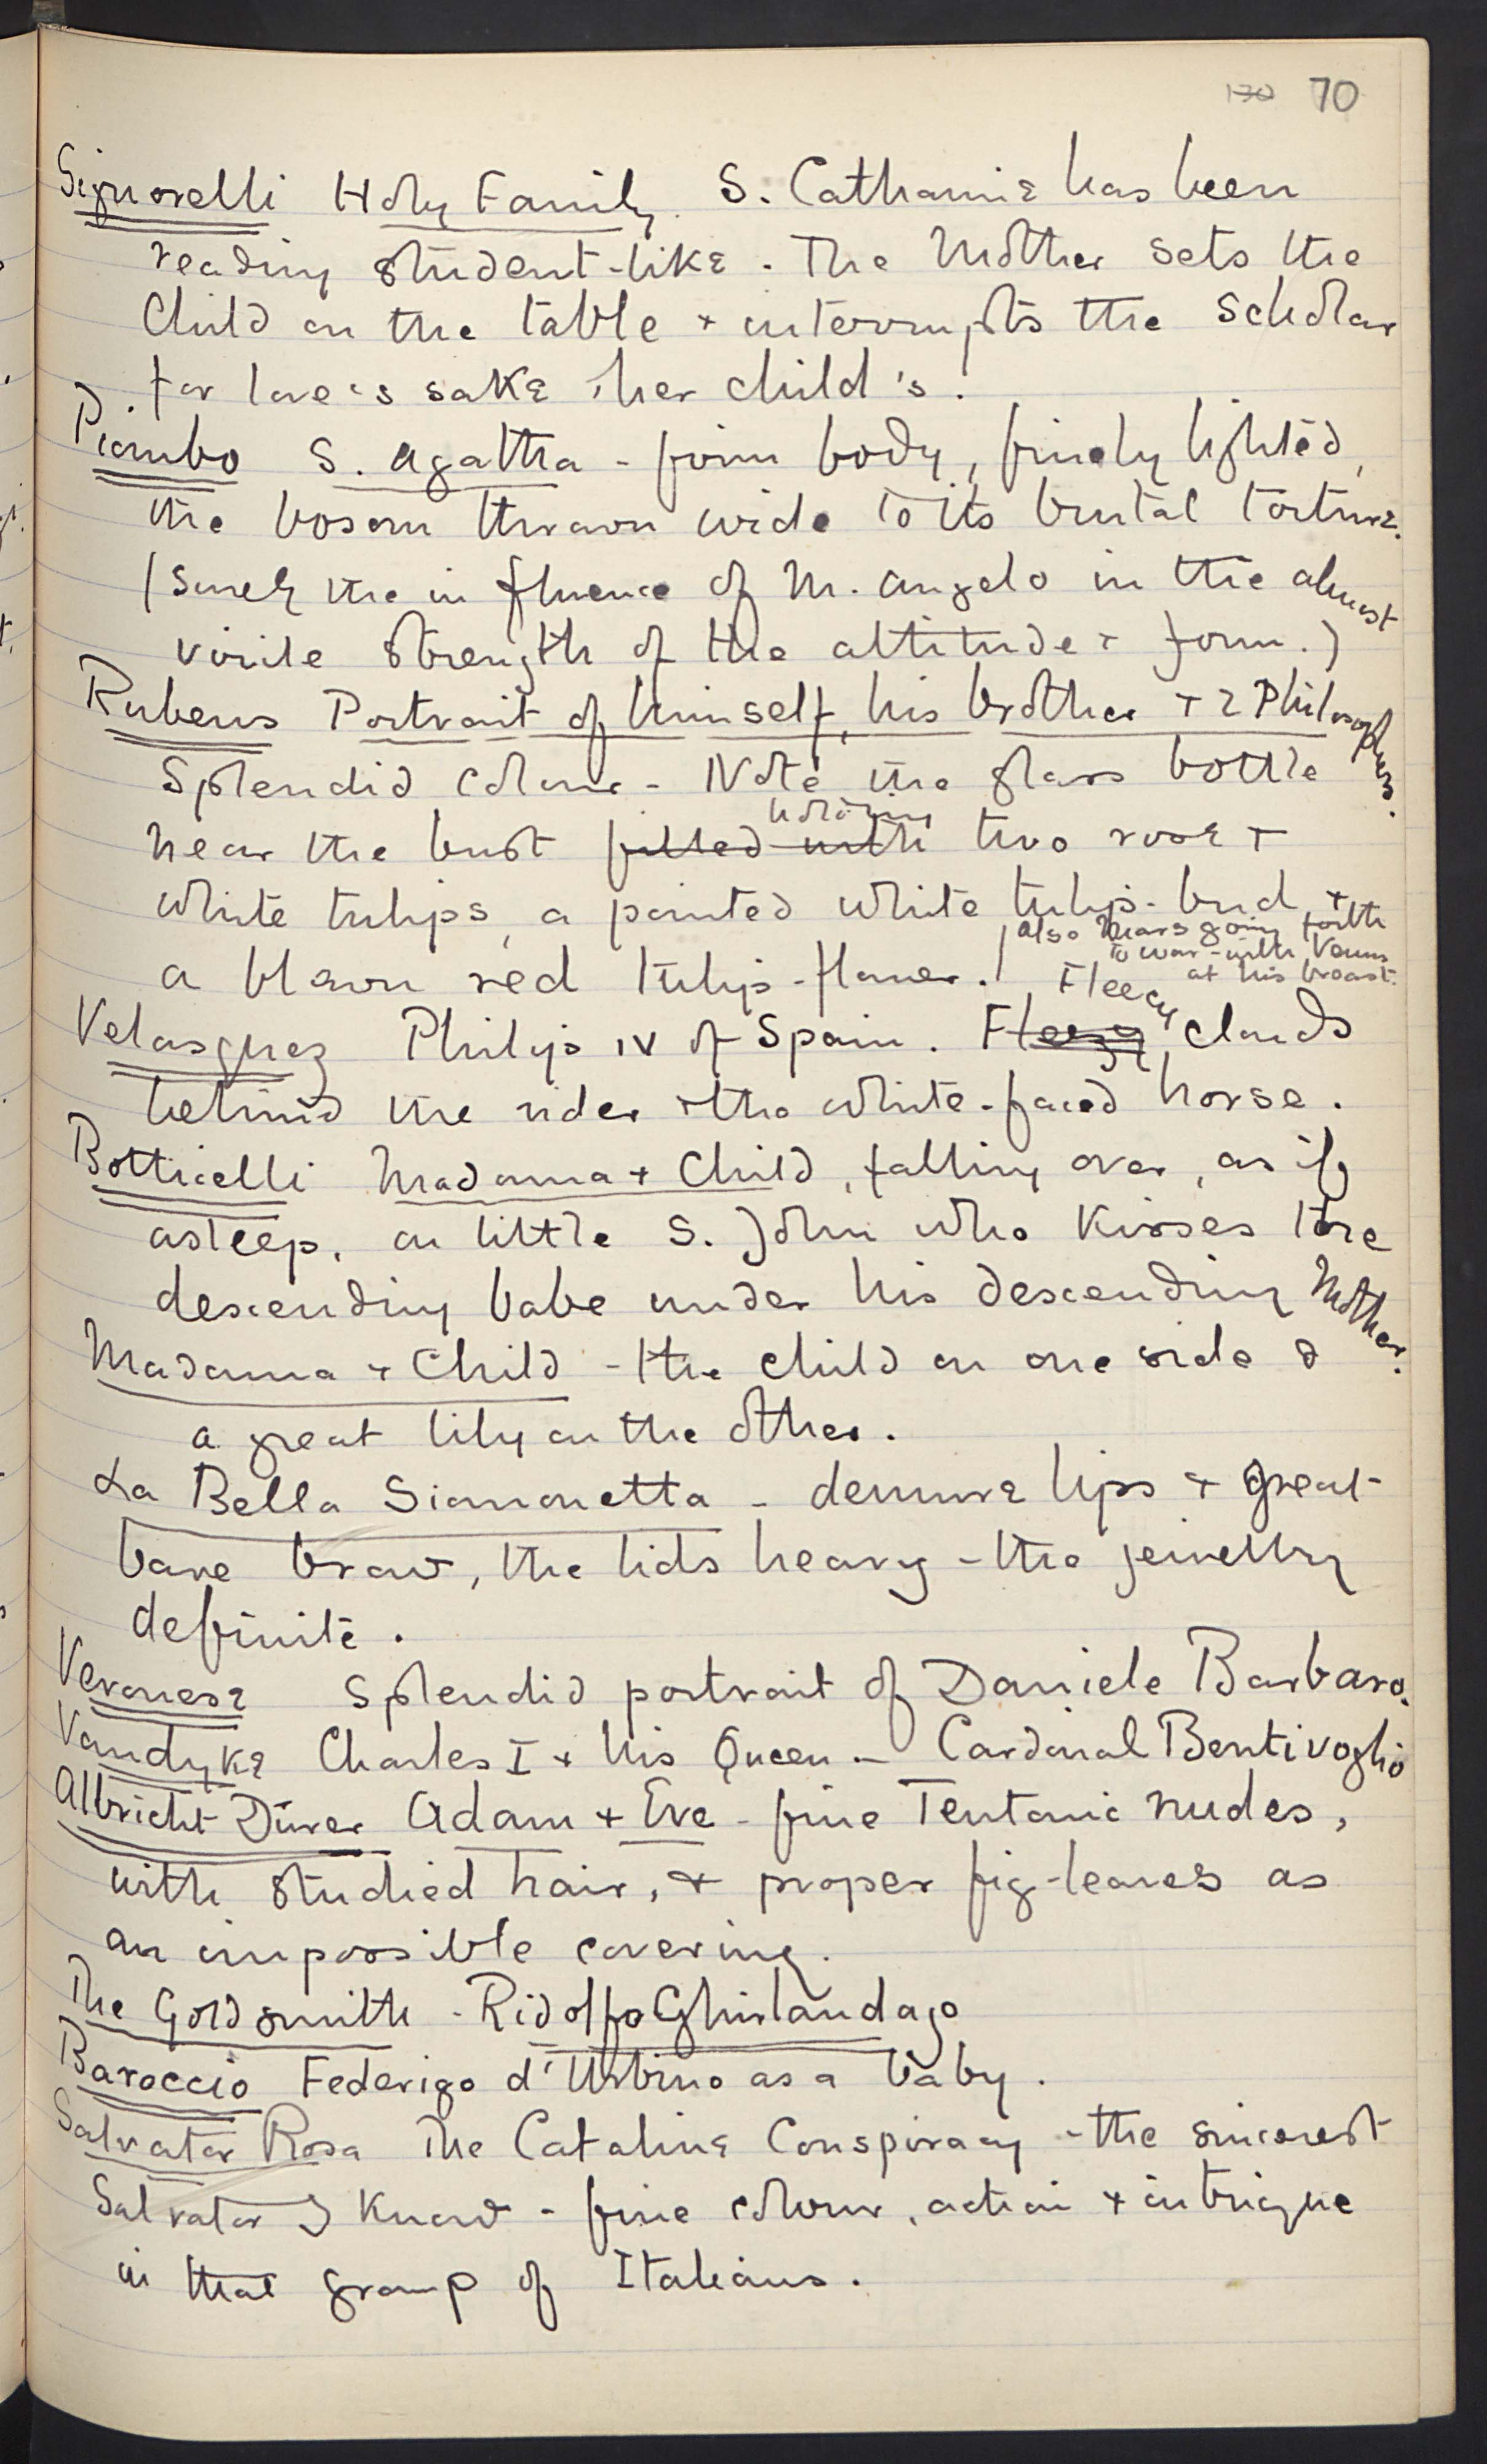 130 70
Signorelli Holy Family. S. Catharine has been
reading student-like. The Mother sets the
Child on the table + interrupts the scholar
for love's sake, her child's.
Piombo S. Agatha - firm body, finely lighted,
the bosom thrown wide to its brutal torture.
(Surely the influence of M. Angelo in the almost
virile strength of the attitude + form.)
Rubens Portrait of himself, his brother + 2 Philosophers.
Splendid colour - Note the glass bottle
near the bust filled with holding two rose +
white tulips, a pointed white tulip-bud, +
a blown red tulip-flower. / Also Mars going forth
to war - with Venus
at his breast.
Velasquez Philip IV of Spain. Fleecy clouds
behind the rider + the white-faced horse.
Botticelli Madonna + Child, falling over, as if
asleep, on little S. John who kisses the
descending babe under his descending Mother.
Madonna + Child - the child on one side &
a great lily on the other.
La Bella Simonetta - demure lips + great
bare brow, the lids heavy - the jewellry
definite.
Veronese Splendid portrait of Daniele Barbaro.
Vandyke Charles I + his Queen - Cardinal Bentivoglio
Albricht Dürer Adam + Eve - fine Teutonic nudes,
with studied hair, + proper fig-leaves as
an impossible covering.
The Goldsmith - Ridolfo Ghirlandajo
Baroccio Federigo d'Urbino as a baby.
Salvator Rosa The Cataline Conspiracy - the sincerest
Salvator I know - fine colour, action + intrigue
in that group of Italians.